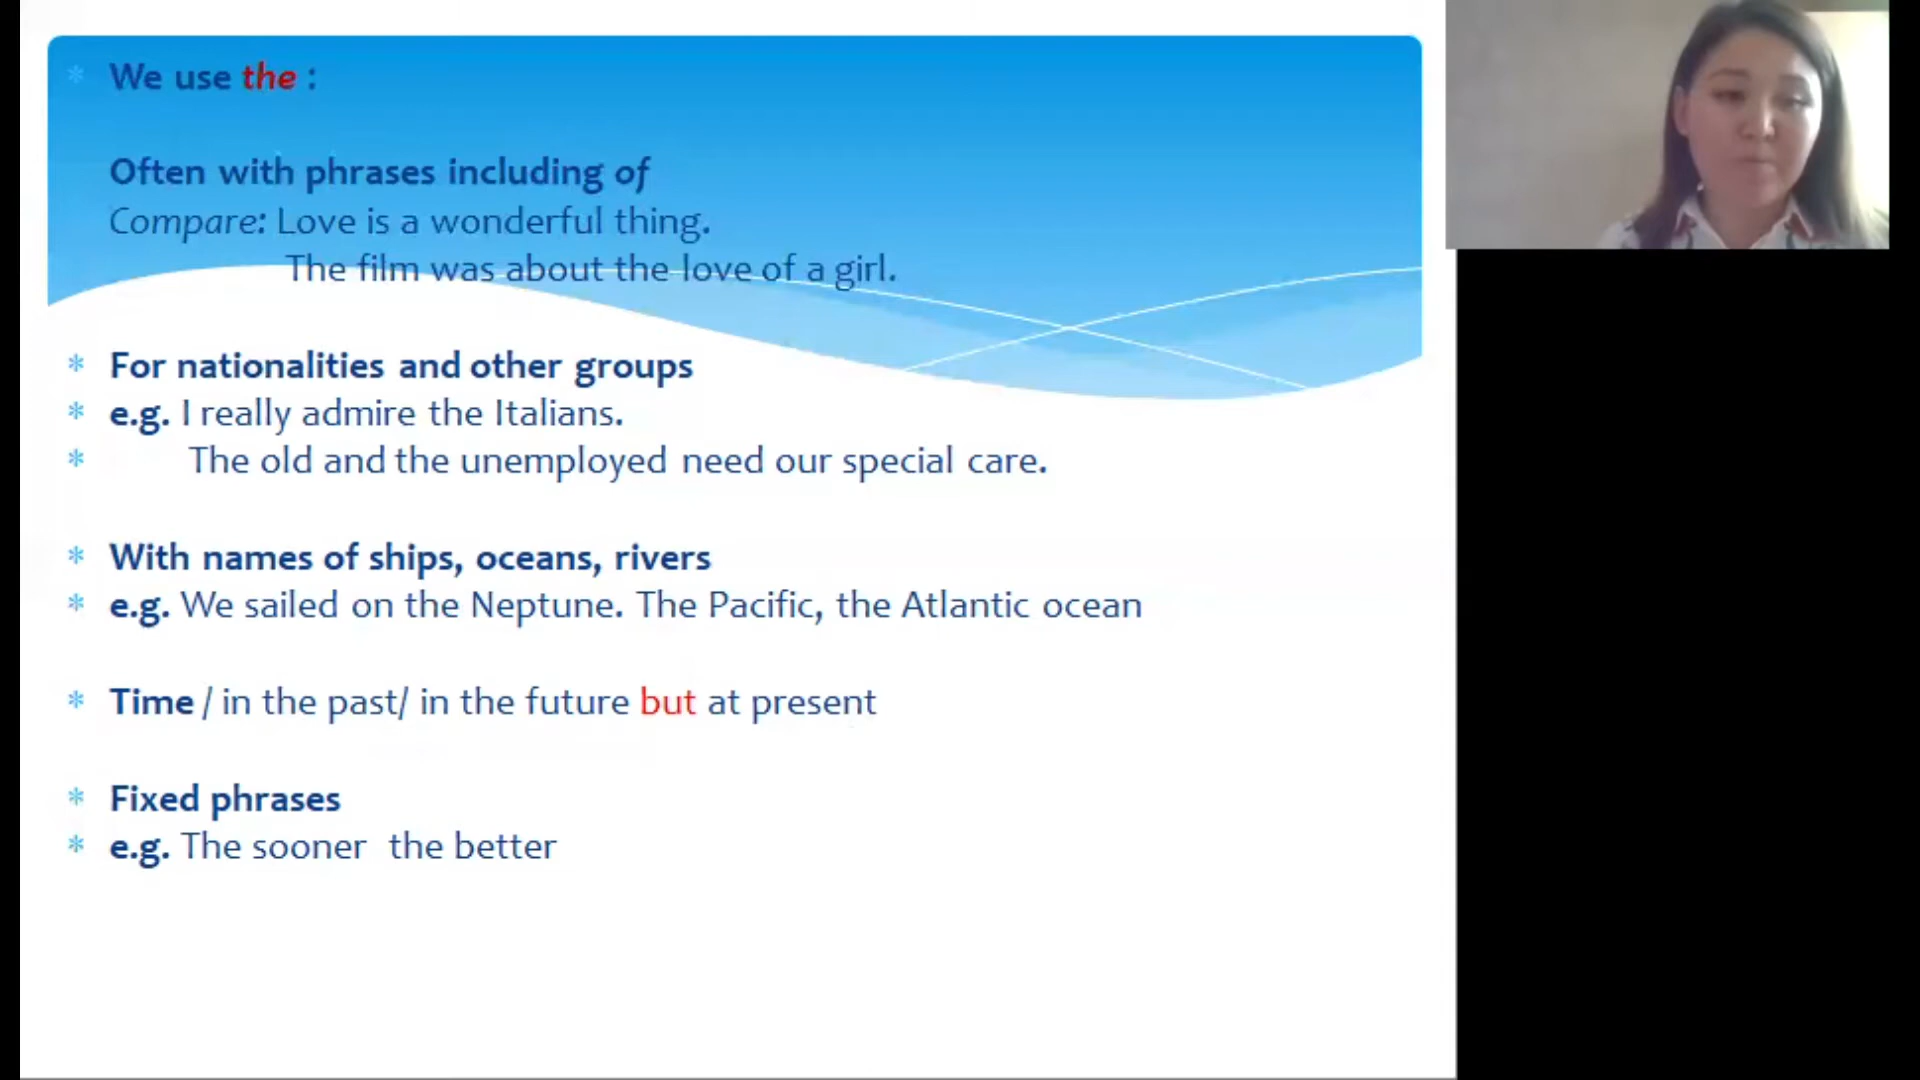 * We use the :
Often with phrases including of
Compare: Love is a wonderful thing.
The film was about the love of a girl.
* For nationalities and other groups
* e.g. I really admire the Italians.
* The old and the unemployed need our special care.
* With names of ships, oceans, rivers
* e.g. We sailed on the Neptune. The Pacific, the Atlantic ocean
* Time / in the past/ in the future but at present
* Fixed phrases
* e.g. The sooner the better